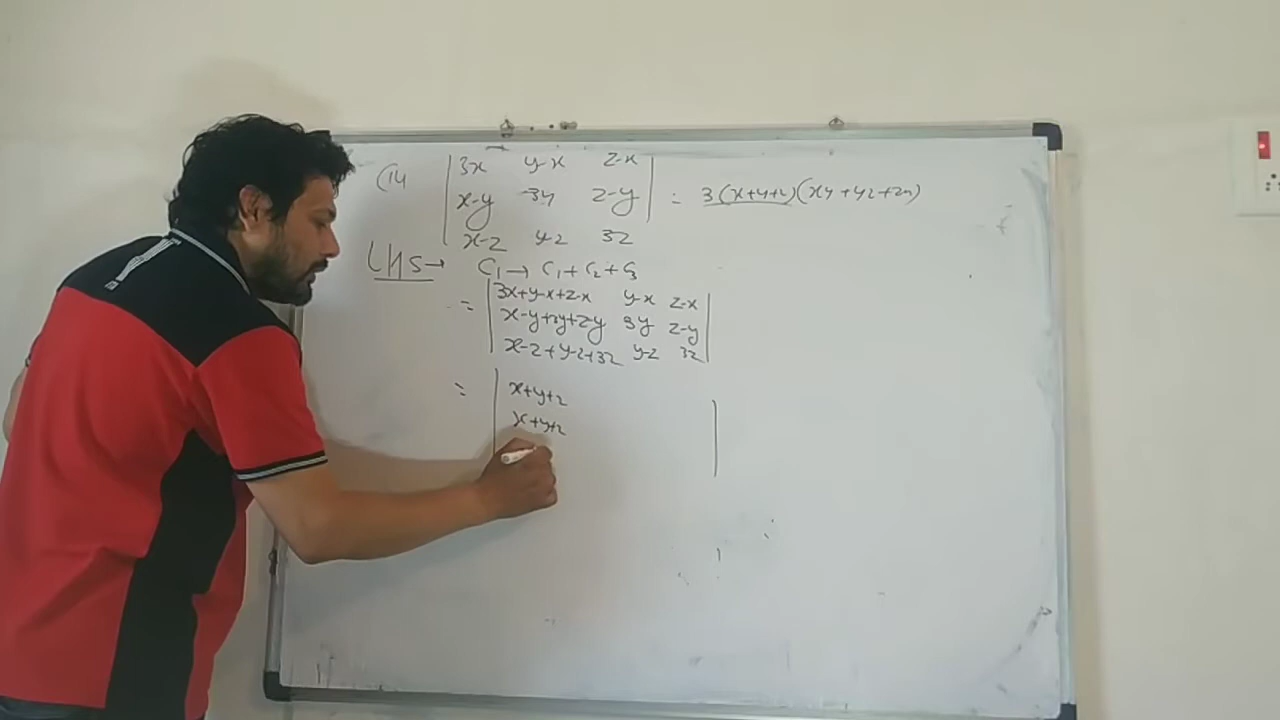 (14 | 3x y-x z-x |
| x-y 3y z-y | = 3(x+y+z)(xy+yz+zx)
| x-z y-z 3z |
LHS→ C₁→ C₁+C₂+C₃
= | 3x+y-x+z-x y-x z-x |
| x-y+3y+z-y 3y z-y |
| x-z+y-z+3z y-z 3z |
= | x+y+z |
| x+y+z |